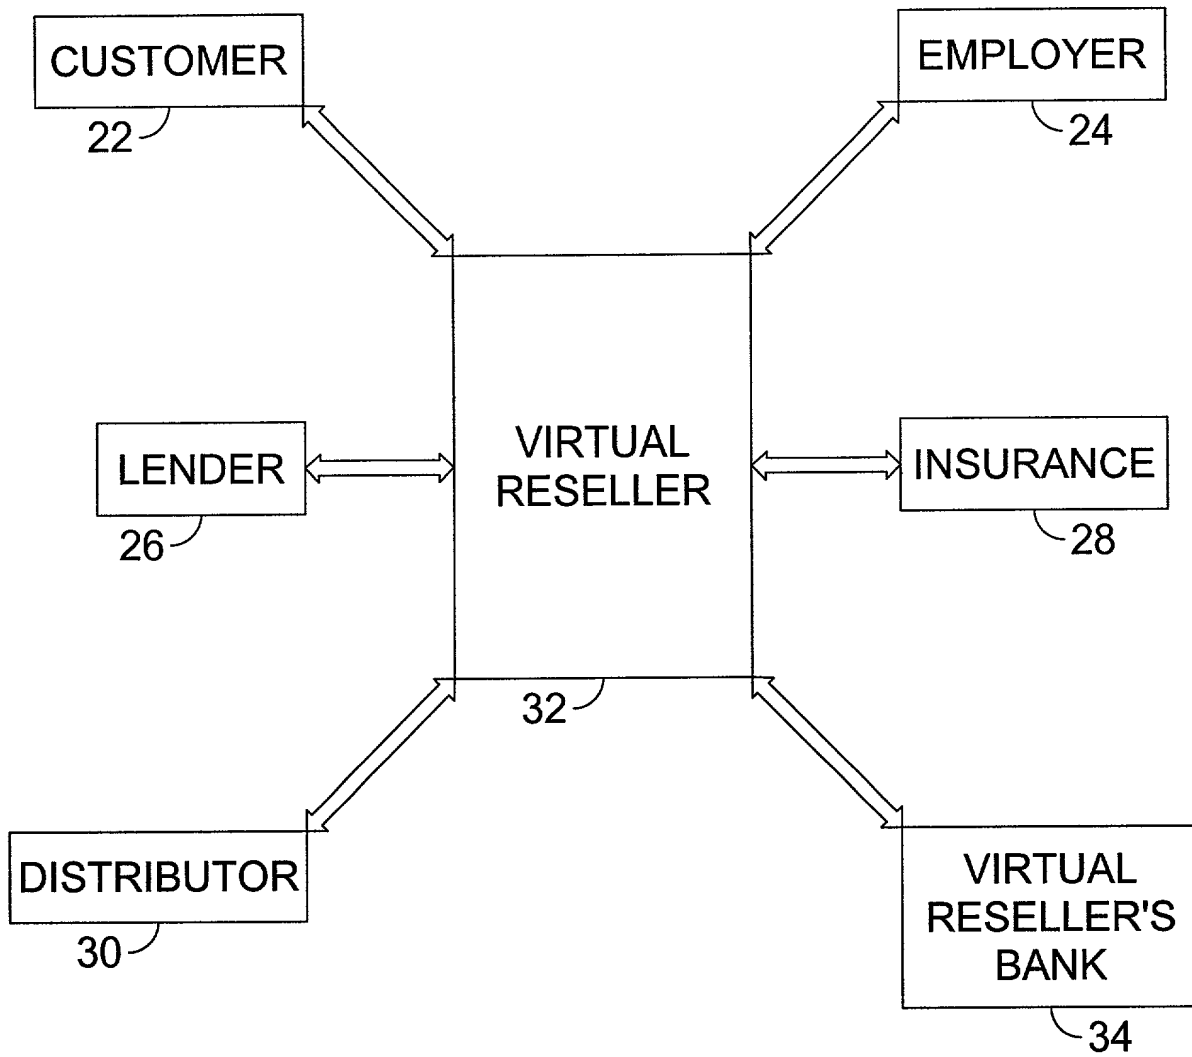 CUSTOMER
22
EMPLOYER
24
VIRTUAL
RESELLER
32
LENDER
26
INSURANCE
28
DISTRIBUTOR
30
VIRTUAL
RESELLER'S
BANK
34